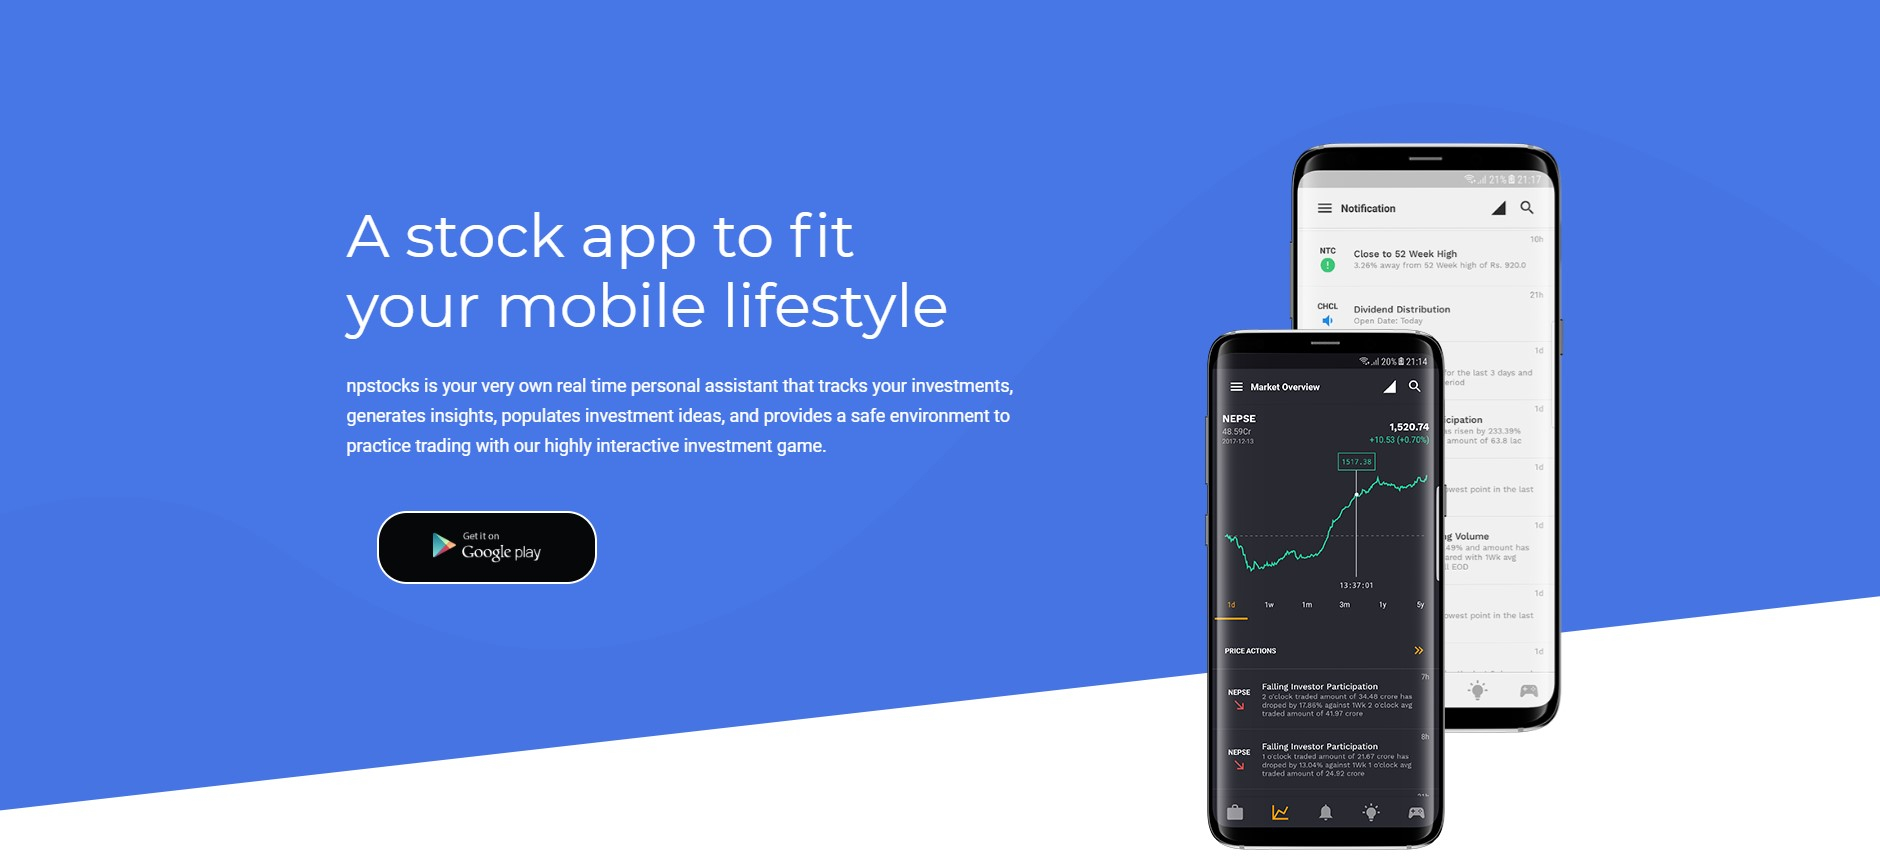 A stock app to fit
your mobile lifestyle
npstocks is your very own real time personal assistant that tracks your investments,
generates insights, populates investment ideas, and provides a safe environment to
practice trading with our highly interactive investment game.
Get it on
Google play
21% 21:17
Notification
10h
NTC
Close to 52 Week High
3.26% away from 52 Week high of Rs. 920.0
21h
CHCL
Dividend Distribution
Open Date: Today
1d
for the last 3 days and
1d
as risen by 233.39%
amount of 63.8 lac
1d
point in the last
1d
Volume
.49% and amount has
with 1Wk avg
EOD
1d
point in the last
1d
20% 21:14
Market Overview
NEPSE
48.59Cr
2017-12-13
1,520.74
+10.53 (+0.70%)
1517.38
13:37:01
1d 1w 1m 3m 1y 5y
PRICE ACTIONS
7h
NEPSE
Falling Investor Participation
2 o'clock traded amount of 34.48 crore has
droped by 17.86% against 1Wk 2 o'clock avg
traded amount of 41.97 crore
8h
NEPSE
Falling Investor Participation
1 o'clock traded amount of 21.67 crore has
droped by 13.04% against 1Wk 1 o'clock avg
traded amount of 24.92 crore